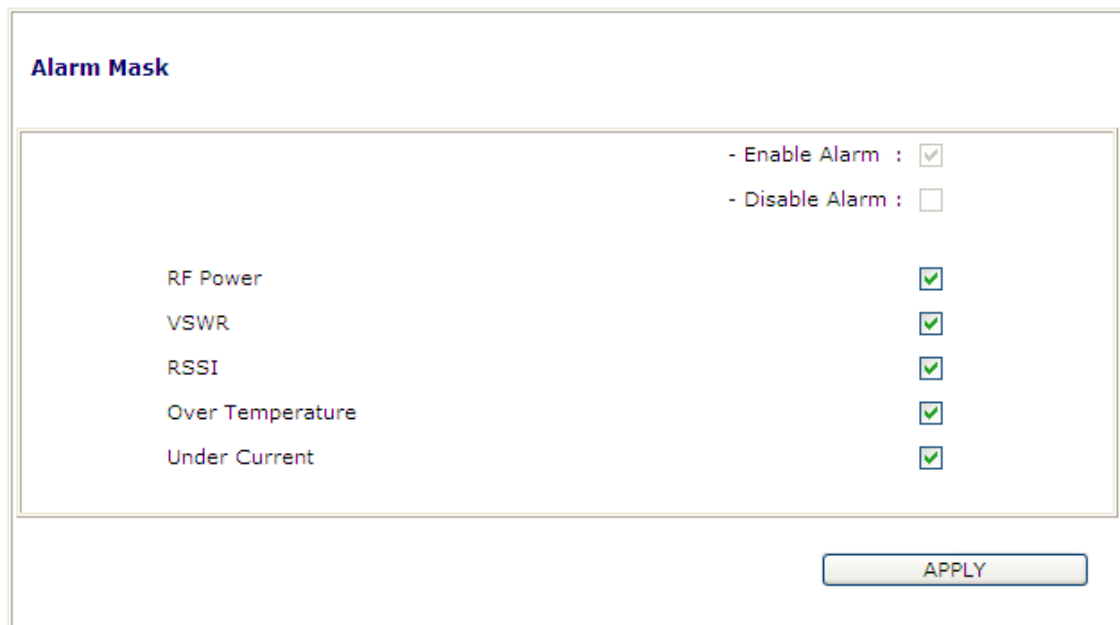 Alarm Mask
- Enable Alarm :
- Disable Alarm :
RF Power
VSWR
RSSI
Over Temperature
Under Current
APPLY